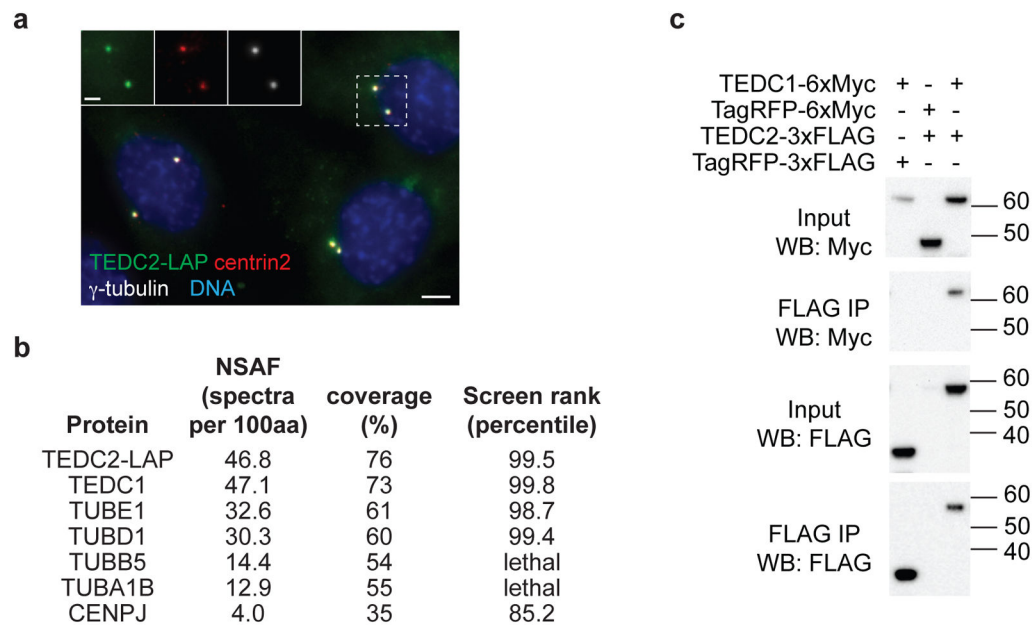 a
TEDC2-LAP centrin2
γ-tubulin DNA
b
Protein NSAF (spectra per 100aa) coverage (%) Screen rank (percentile)
TEDC2-LAP 46.8 76 99.5
TEDC1 47.1 73 99.8
TUBE1 32.6 61 98.7
TUBD1 30.3 60 99.4
TUBB5 14.4 54 lethal
TUBA1B 12.9 55 lethal
CENPJ 4.0 35 85.2
c
TEDC1-6xMyc + - +
TagRFP-6xMyc - + -
TEDC2-3xFLAG - + +
TagRFP-3xFLAG + - -
Input
WB: Myc
60
50
FLAG IP
WB: Myc
60
50
Input
WB: FLAG
60
50
40
FLAG IP
WB: FLAG
60
50
40